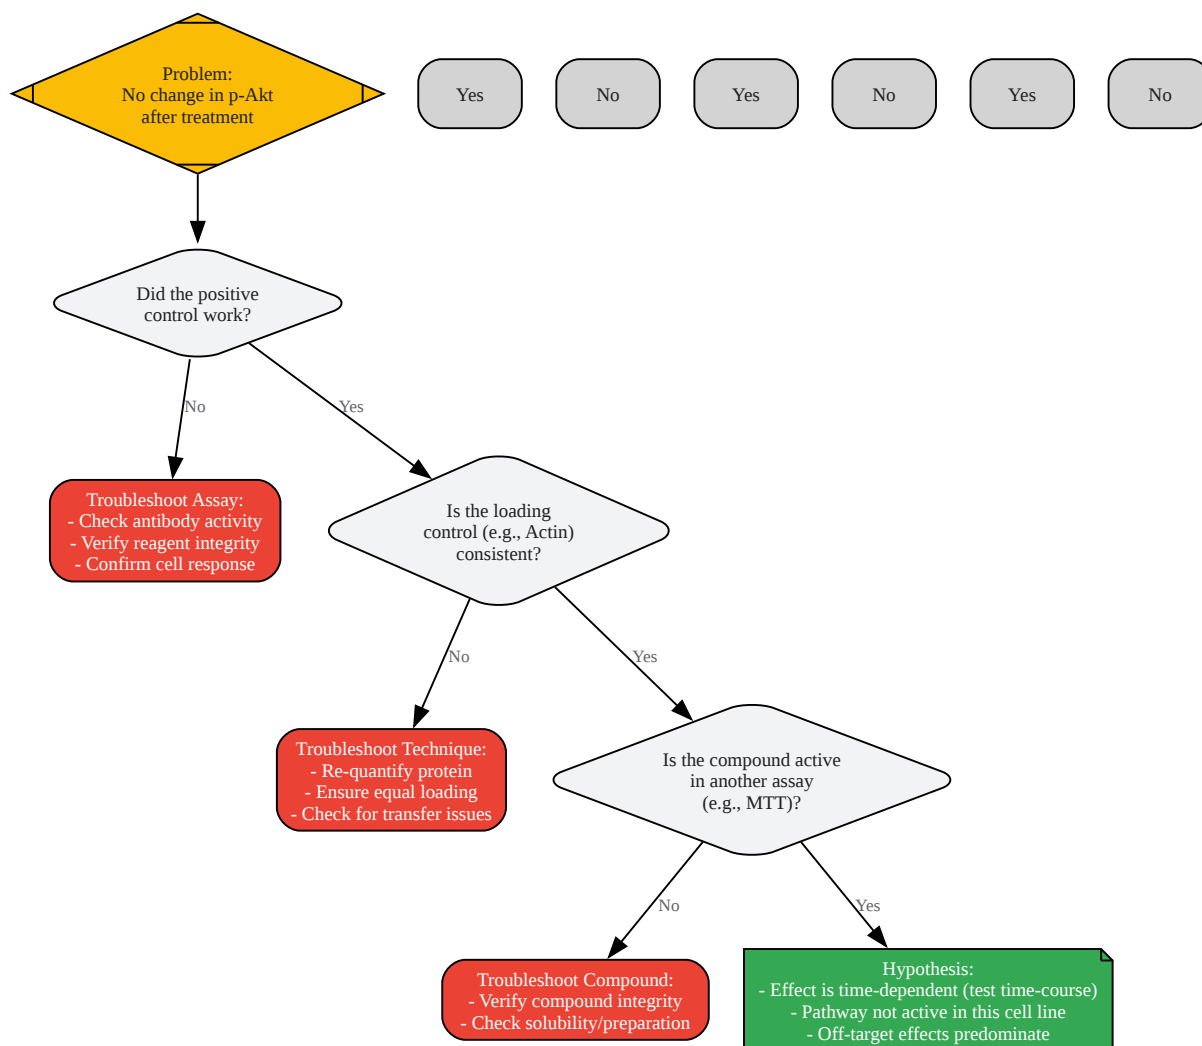 Problem:
No change in p-Akt
after treatment
Yes
No
Yes
No
Yes
No
Did the positive
control work?
No
Yes
Troubleshoot Assay:
- Check antibody activity
- Verify reagent integrity
- Confirm cell response
Is the loading
control (e.g., Actin)
consistent?
No
Yes
Troubleshoot Technique:
- Re-quantify protein
- Ensure equal loading
- Check for transfer issues
Is the compound active
in another assay
(e.g., MTT)?
No
Yes
Troubleshoot Compound:
- Verify compound integrity
- Check solubility/preparation
Hypothesis:
- Effect is time-dependent (test time-course)
- Pathway not active in this cell line
- Off-target effects predominate